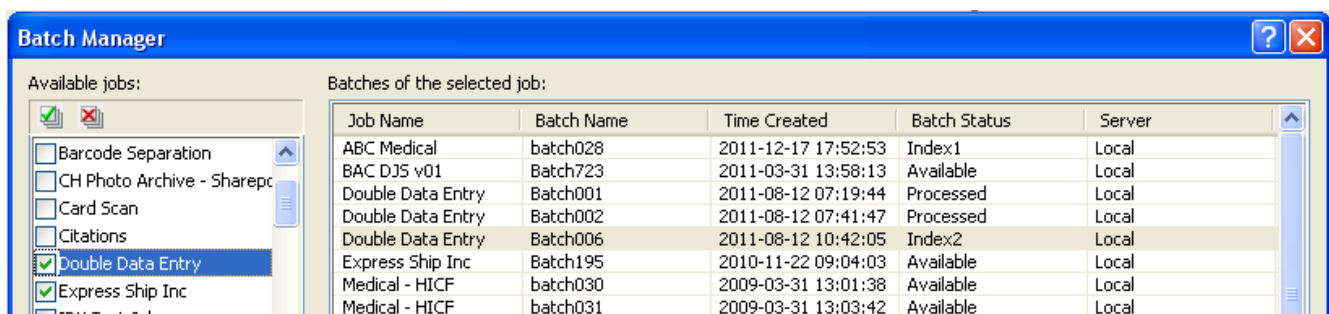 Batch Manager
Available jobs:
Batches of the selected job:
Barcode Separation
CH Photo Archive - Sharepo
Card Scan
Citations
Double Data Entry
Express Ship Inc
Job Name Batch Name Time Created Batch Status Server
ABC Medical batch028 2011-12-17 17:52:53 Index1 Local
BAC DJS v01 Batch723 2011-03-31 13:58:13 Available Local
Double Data Entry Batch001 2011-08-12 07:19:44 Processed Local
Double Data Entry Batch002 2011-08-12 07:41:47 Processed Local
Double Data Entry Batch006 2011-08-12 10:42:05 Index2 Local
Express Ship Inc Batch195 2010-11-22 09:04:03 Available Local
Medical - HICF batch030 2009-03-31 13:01:38 Available Local
Medical - HICF batch031 2009-03-31 13:03:42 Available Local